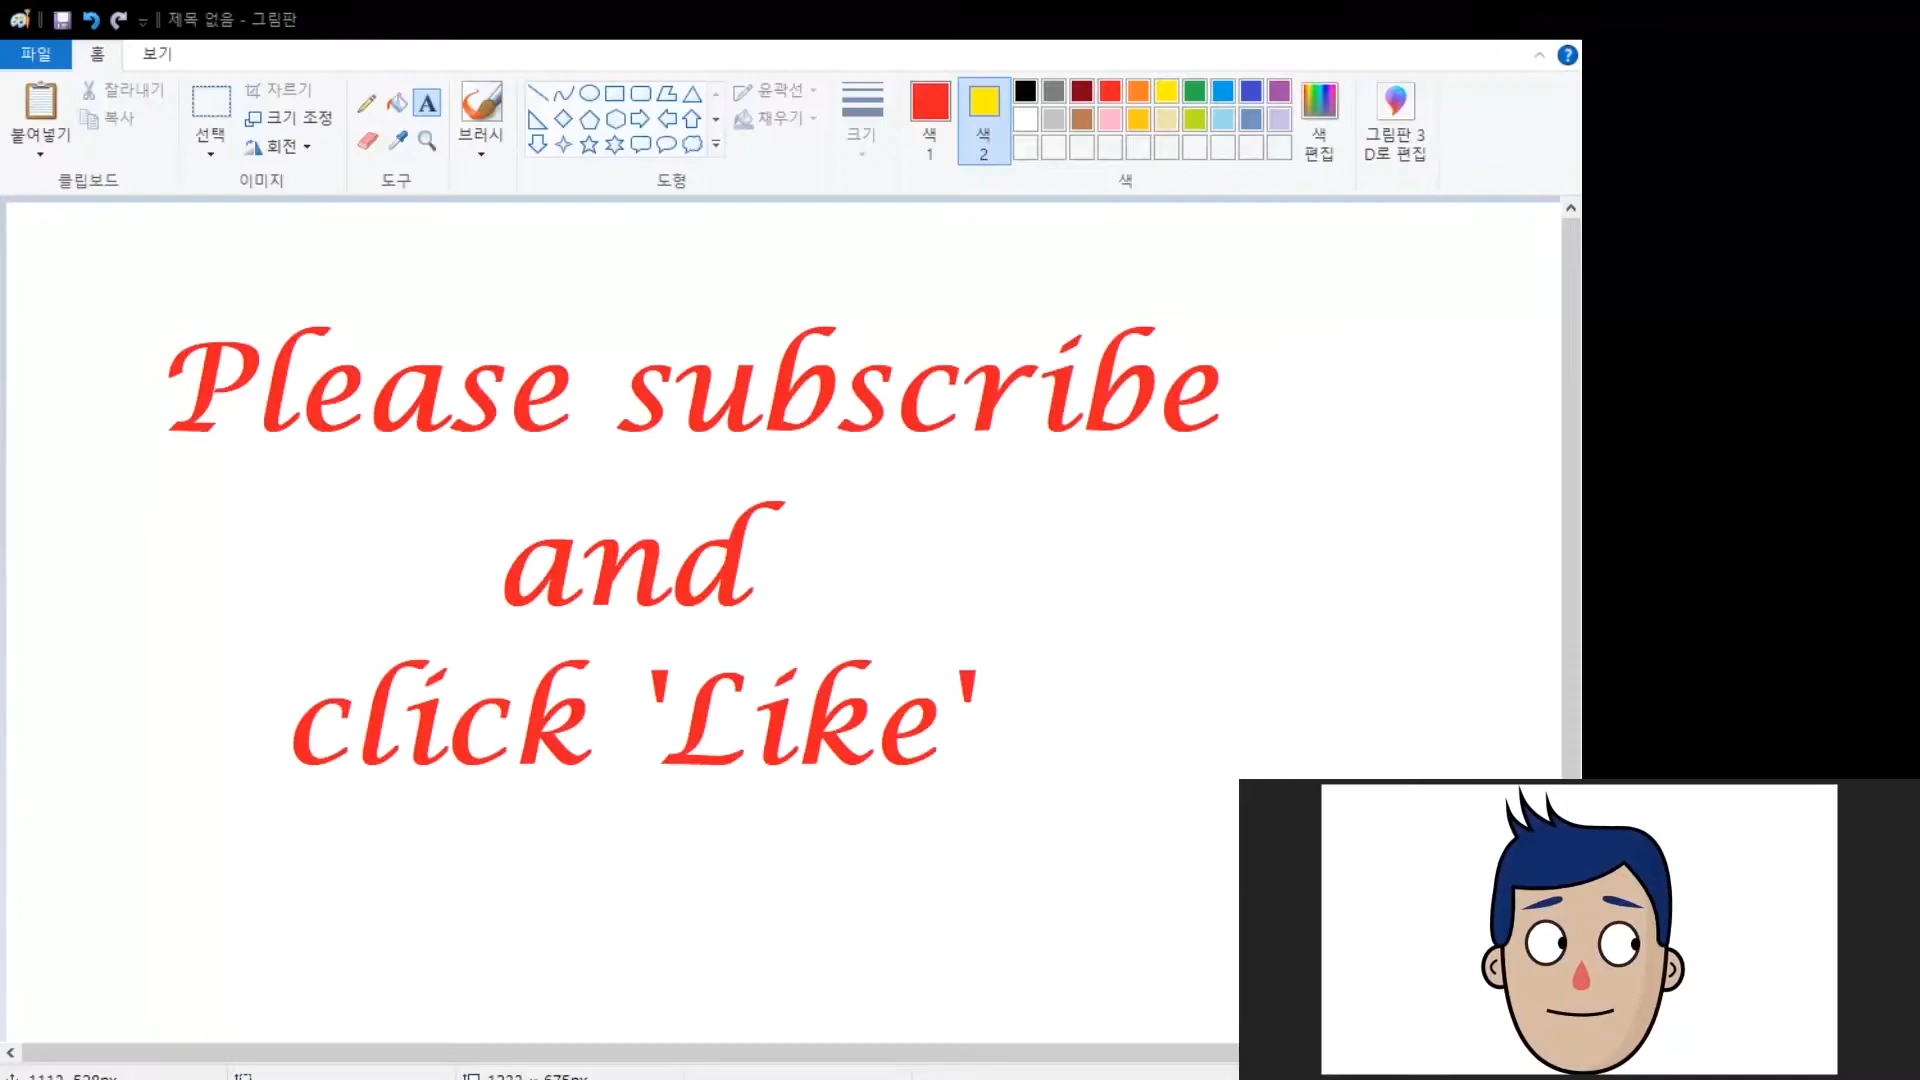 제목 없음 - 그림판
파일 홈 보기
붙여넣기
잘라내기
복사
클립보드
선택
자르기
크기 조정
회전
이미지
A
도구
브러시
윤곽선
채우기
도형
크기
색
1
색
2
색
편집
색
그림판 3
D로 편집
Please subscribe
and
click 'Like'